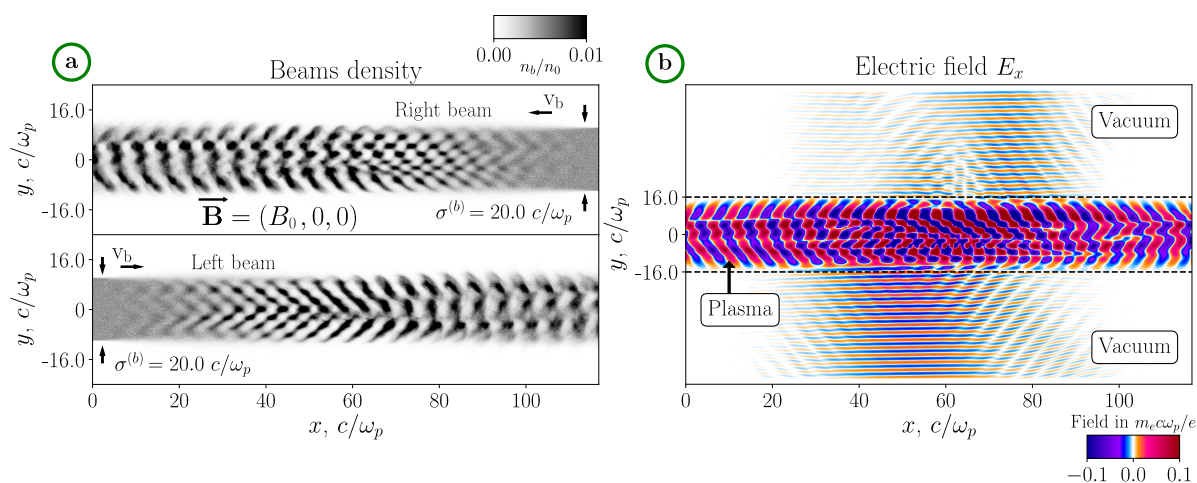 a
Beams density
0.00 0.01
n_b/n_0
16.0
0
-16.0
y, c/ω_p
Right beam
v_b
B = (B_0, 0, 0)
σ^(b) = 20.0 c/ω_p
16.0
0
-16.0
y, c/ω_p
v_b
Left beam
σ^(b) = 20.0 c/ω_p
0 20 40 60 80 100
x, c/ω_p
b
Electric field E_x
Vacuum
16.0
0
-16.0
y, c/ω_p
Plasma
Vacuum
0 20 40 60 80 100
x, c/ω_p
Field in m_e cω_p/e
−0.1 0.0 0.1